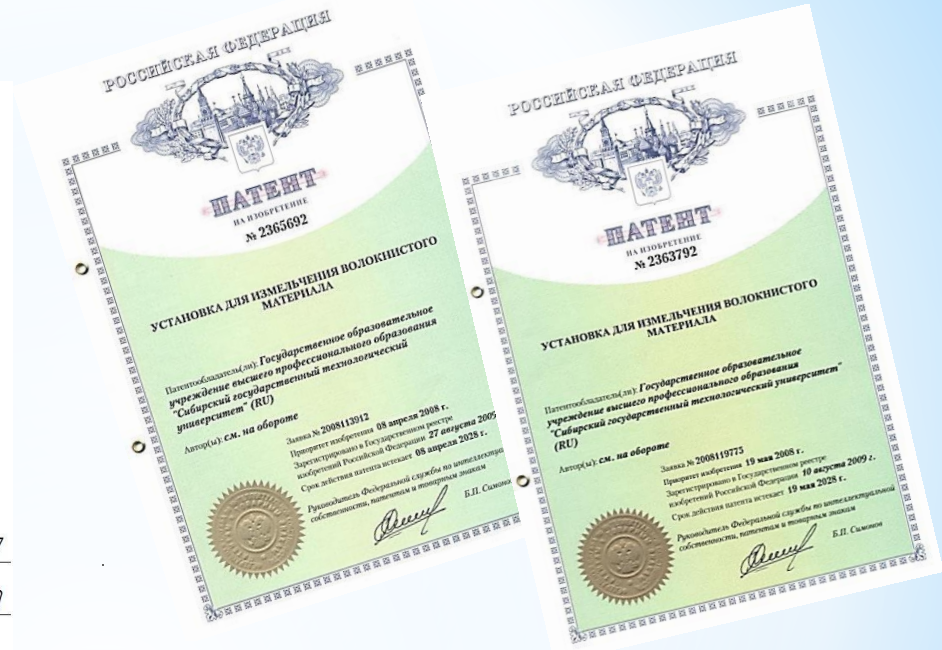 РОССИЙСКАЯ ФЕДЕРАЦИЯ
ПАТЕНТ
НА ИЗОБРЕТЕНИЕ
№ 2365692
УСТАНОВКА ДЛЯ ИЗМЕЛЬЧЕНИЯ ВОЛОКНИСТОГО
МАТЕРИАЛА
Патентообладатель(ли): Государственное образовательное
учреждение высшего профессионального образования
"Сибирский государственный технологический
университет" (RU)
Автор(ы): см. на обороте
Заявка № 2008113912
Приоритет изобретения 08 апреля 2008 г.
Зарегистрировано в Государственном реестре
изобретений Российской Федерации 27 августа 2009
Срок действия патента истекает 08 апреля 2028 г.
Руководитель Федеральной службы по интеллектуа
собственности, патентам и товарным знакам
Б.П. Симоно
РОССИЙСКАЯ ФЕДЕРАЦИЯ
ПАТЕНТ
НА ИЗОБРЕТЕНИЕ
№ 2363792
УСТАНОВКА ДЛЯ ИЗМЕЛЬЧЕНИЯ ВОЛОКНИСТОГО
МАТЕРИАЛА
Патентообладатель(ли): Государственное образовательное
учреждение высшего профессионального образования
"Сибирский государственный технологический университет"
(RU)
Автор(ы): см. на обороте
Заявка № 2008119775
Приоритет изобретения 19 мая 2008 г.
Зарегистрировано в Государственном реестре
изобретений Российской Федерации 10 августа 2009 г.
Срок действия патента истекает 19 мая 2028 г.
Руководитель Федеральной службы по интеллектуальной
собственности, патентам и товарным знакам
Б.П. Симонов